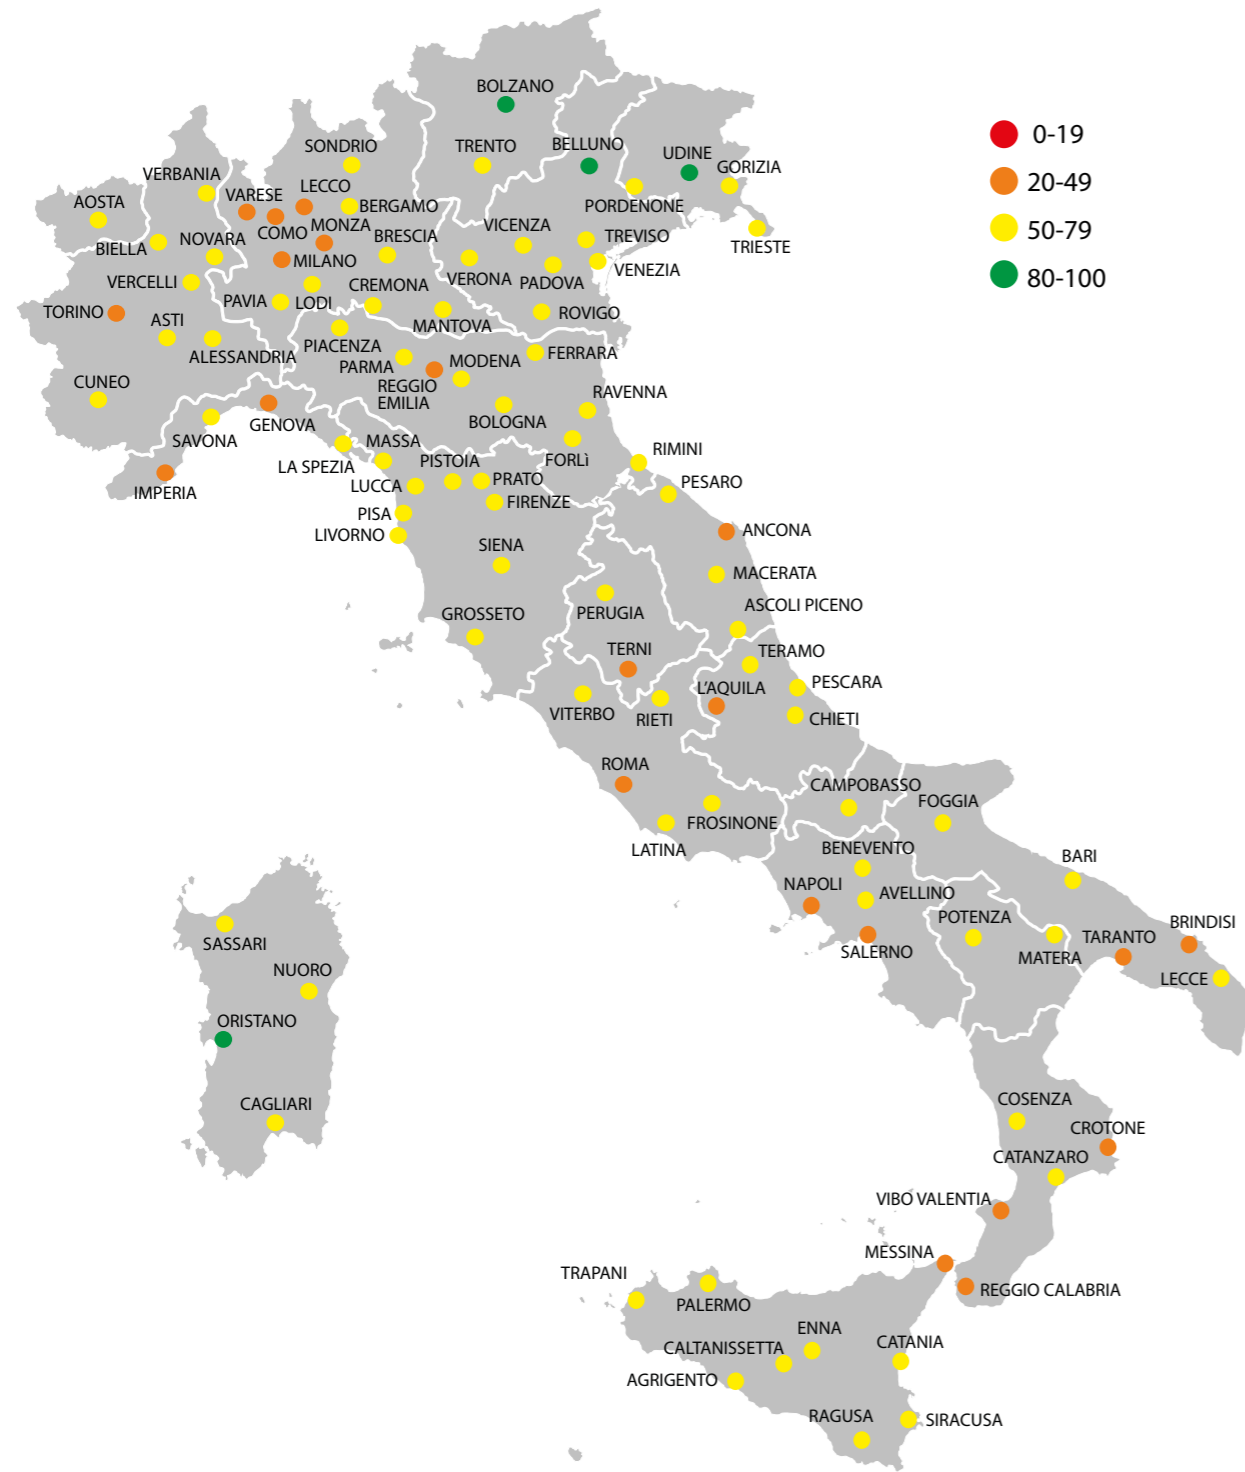 BOLZANO
0-19
SONDRIO
TRENTO
BELLUNO
UDINE
GORIZIA
20-49
VERBANIA
AOSTA
VARESE
LECCO
BERGAMO
PORDENONE
50-79
COMO
MONZA
BRESCIA
VICENZA
TREVISO
TRIESTE
BIELLA
NOVARA
MILANO
VERONA
PADOVA
VENEZIA
80-100
VERCELLI
PAVIA
LODI
CREMONA
MANTOVA
ROVIGO
TORINO
ASTI
ALESSANDRIA
PIACENZA
PARMA
MODENA
FERRARA
CUNEO
REGGIO
EMILIA
RAVENNA
SAVONA
GENOVA
BOLOGNA
MASSA
FORLì
RIMINI
LA SPEZIA
PISTOIA
IMPERIA
LUCCA
PRATO
PESARO
FIRENZE
PISA
LIVORNO
ANCONA
SIENA
MACERATA
GROSSETO
PERUGIA
ASCOLI PICENO
TERNI
TERAMO
L'AQUILA
PESCARA
VITERBO
RIETI
CHIETI
ROMA
CAMPOBASSO
FOGGIA
FROSINONE
LATINA
BENEVENTO
BARI
NAPOLI
AVELLINO
POTENZA
BRINDISI
SALERNO
MATERA
TARANTO
LECCE
SASSARI
NUORO
ORISTANO
CAGLIARI
COSENZA
CROTONE
CATANZARO
VIBO VALENTIA
MESSINA
REGGIO CALABRIA
TRAPANI
PALERMO
ENNA
CALTANISSETTA
CATANIA
AGRIGENTO
RAGUSA
SIRACUSA